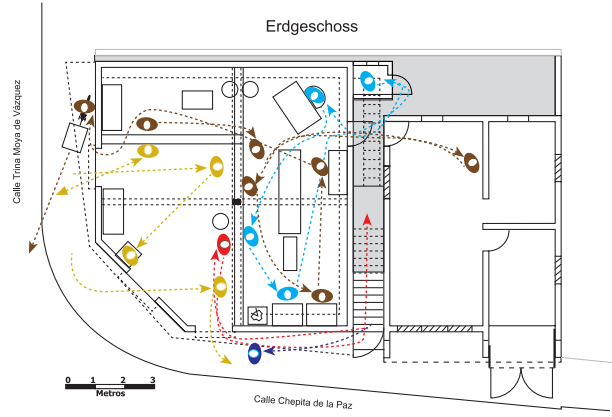 Erdgeschoss
Calle Trina Moya de Vázquez
0 1 2 3
Metros
Calle Chepita de la Paz